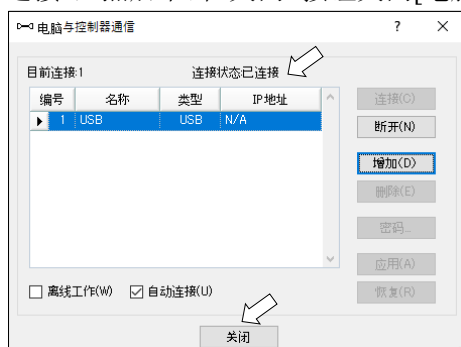 电脑与控制器通信 ? ×
目前连接:1 连接状态:已连接
编号 名称 类型 IP地址
1 USB USB N/A
连接(C)
断开(N)
增加(D)
删除(E)
密码...
应用(A)
恢复(R)
离线工作(W) 自动连接(U)
关闭